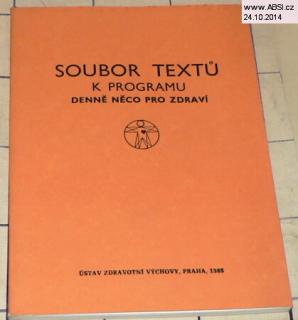 www.ABSI.cz
24.10.2014
SOUBOR TEXTŮ
K PROGRAMU
DENNĚ NĚCO PRO ZDRAVÍ
ÚSTAV ZDRAVOTNÍ VÝCHOVY, PRAHA, 1988